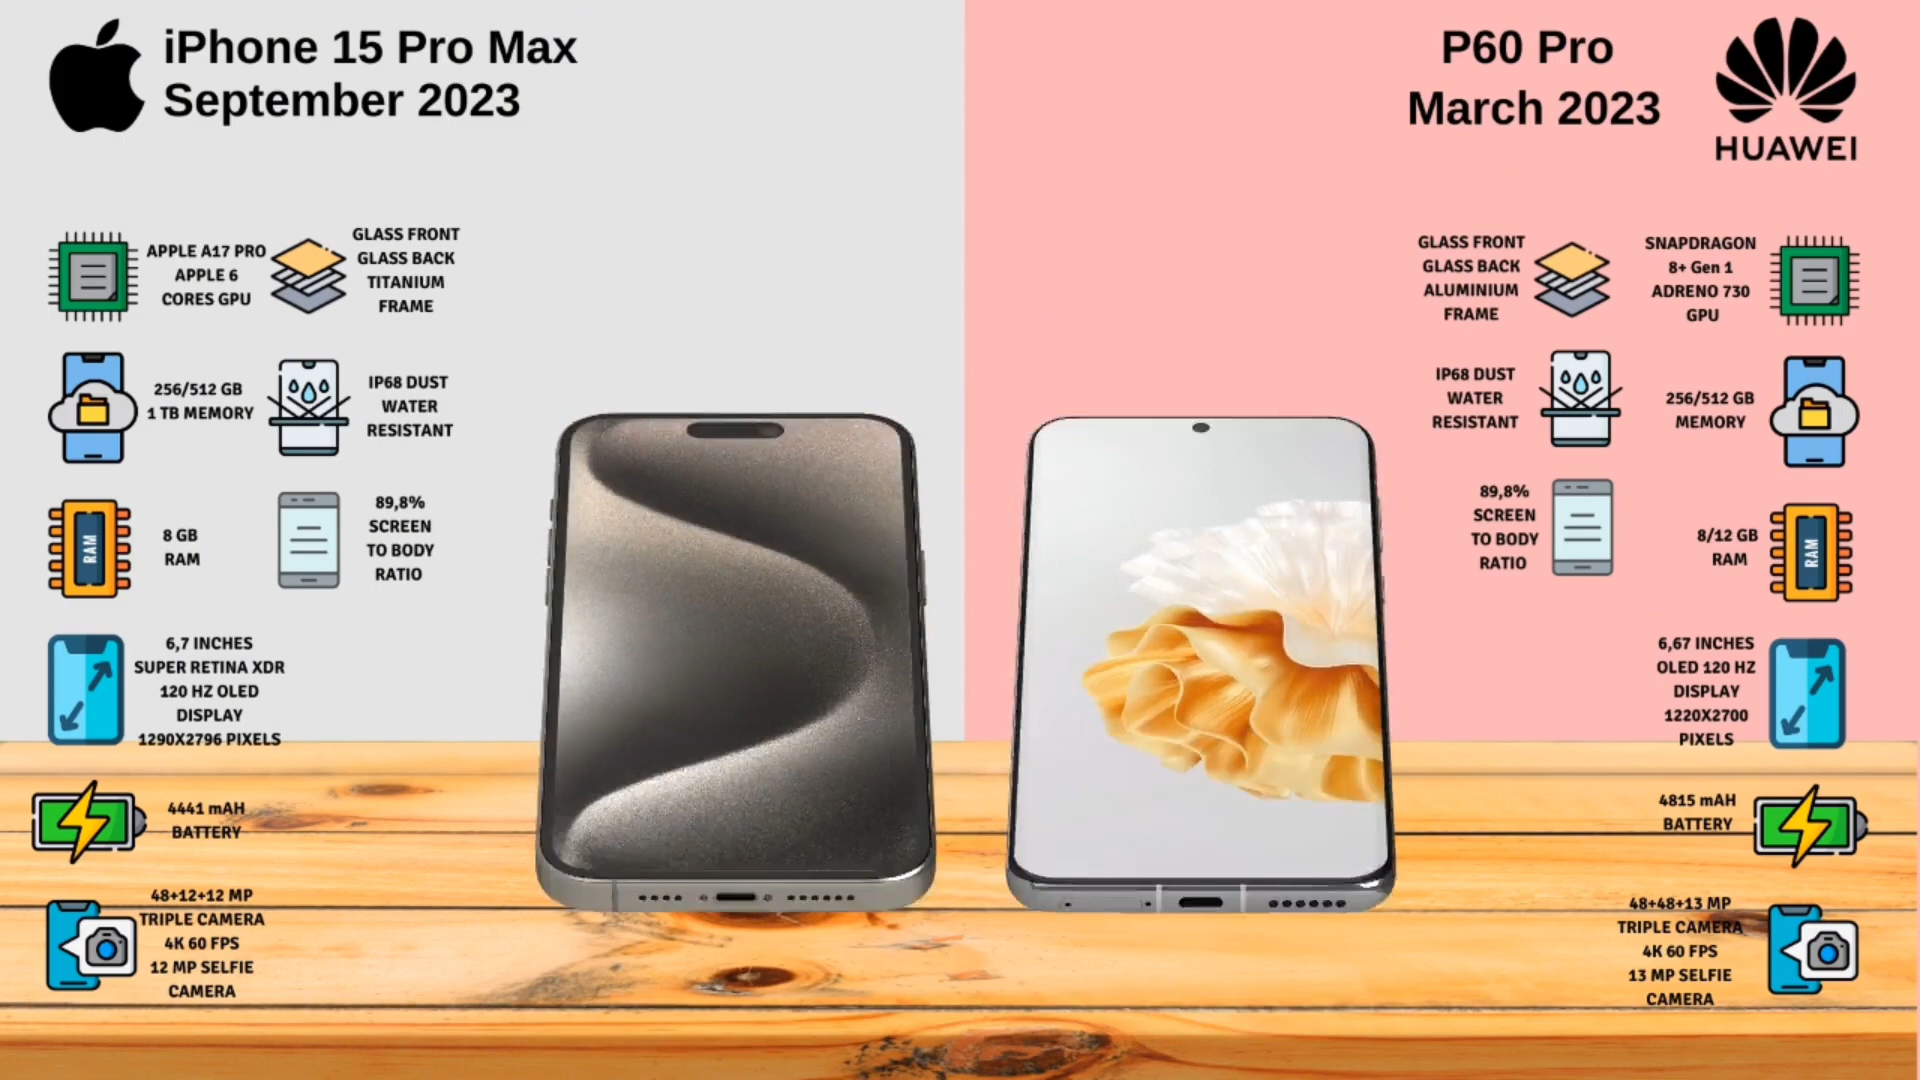 iPhone 15 Pro Max
September 2023
P60 Pro
March 2023
HUAWEI
APPLE A17 PRO
APPLE 6
CORES GPU
GLASS FRONT
GLASS BACK
TITANIUM
FRAME
256/512 GB
1 TB MEMORY
IP68 DUST
WATER
RESISTANT
RAM
8 GB
RAM
89,8%
SCREEN
TO BODY
RATIO
6,7 INCHES
SUPER RETINA XDR
120 HZ OLED
DISPLAY
1290X2796 PIXELS
4441 mAH
BATTERY
48+12+12 MP
TRIPLE CAMERA
4K 60 FPS
12 MP SELFIE
CAMERA
GLASS FRONT
GLASS BACK
ALUMINIUM
FRAME
SNAPDRAGON
8+ Gen 1
ADRENO 730
GPU
IP68 DUST
WATER
RESISTANT
256/512 GB
MEMORY
89,8%
SCREEN
TO BODY
RATIO
8/12 GB
RAM
RAM
6,67 INCHES
OLED 120 HZ
DISPLAY
1220X2700
PIXELS
4815 mAH
BATTERY
48+48+13 MP
TRIPLE CAMERA
4K 60 FPS
13 MP SELFIE
CAMERA